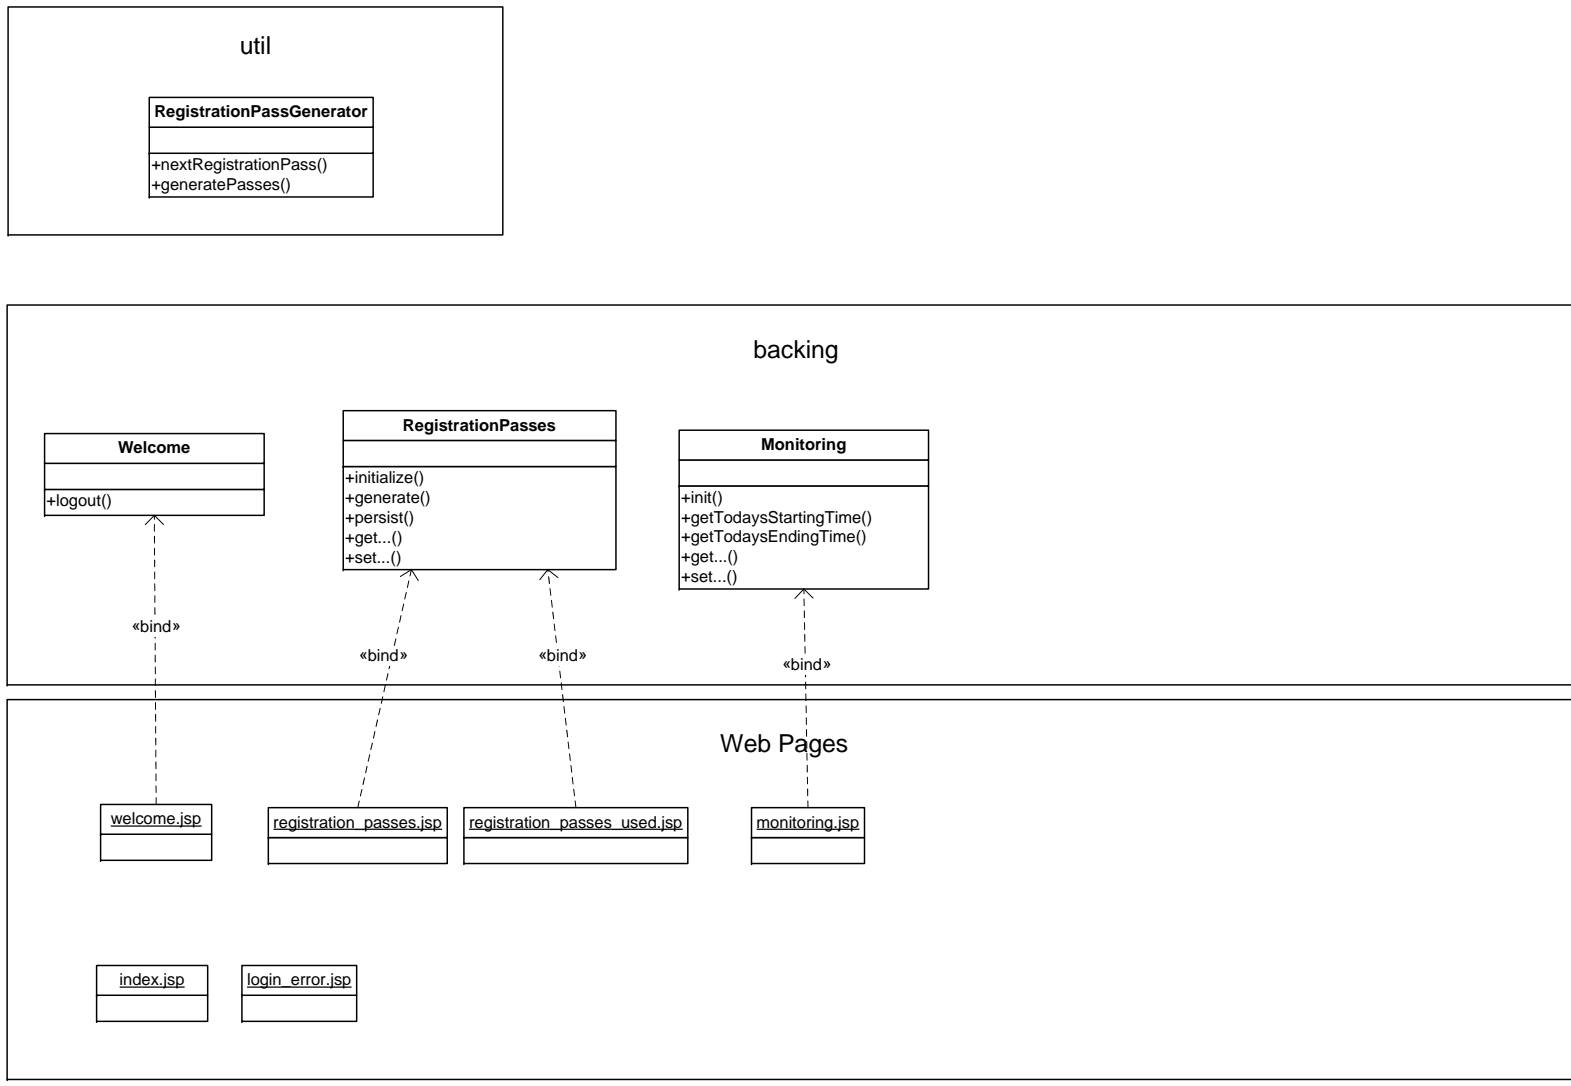 util
RegistrationPassGenerator
+nextRegistrationPass()
+generatePasses()
backing
Welcome
+logout()
RegistrationPasses
+initialize()
+generate()
+persist()
+get...()
+set...()
Monitoring
+init()
+getTodaysStartingTime()
+getTodaysEndingTime()
+get...()
+set...()
«bind»
«bind»
«bind»
«bind»
Web Pages
welcome.jsp
registration_passes.jsp
registration_passes_used.jsp
monitoring.jsp
index.jsp
login_error.jsp